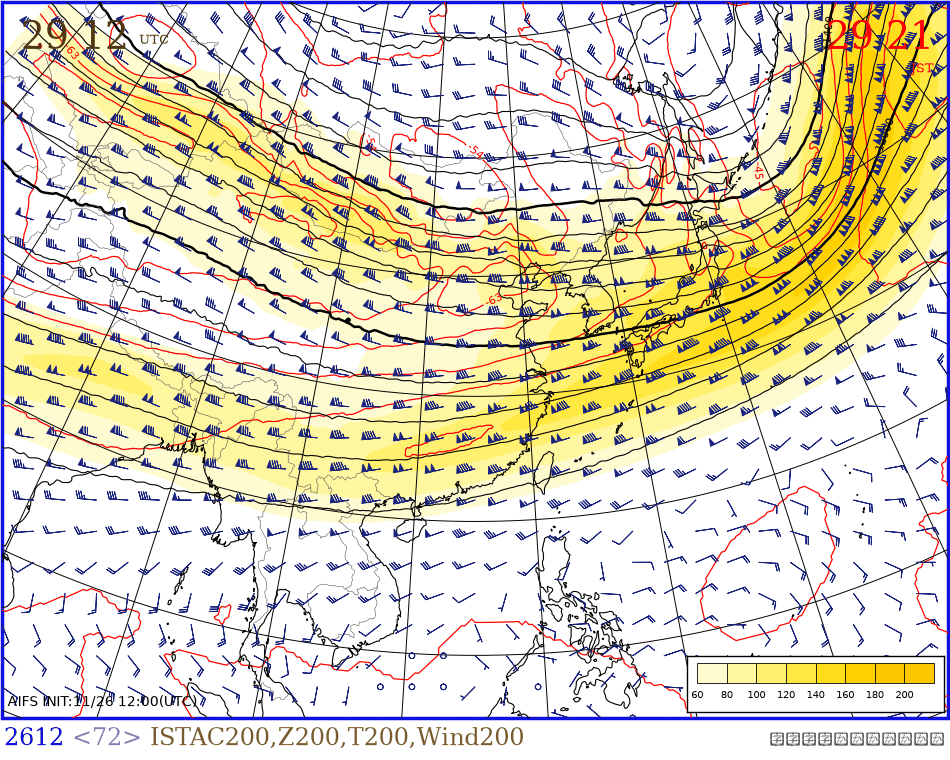 29 12 UTC
29 21 JST
-63
-54
-45
-63
60 80 100 120 140 160 180 200
AIFS INIT:11/26 12:00(UTC)
2612 <72> ISTAC200,Z200,T200,Wind200